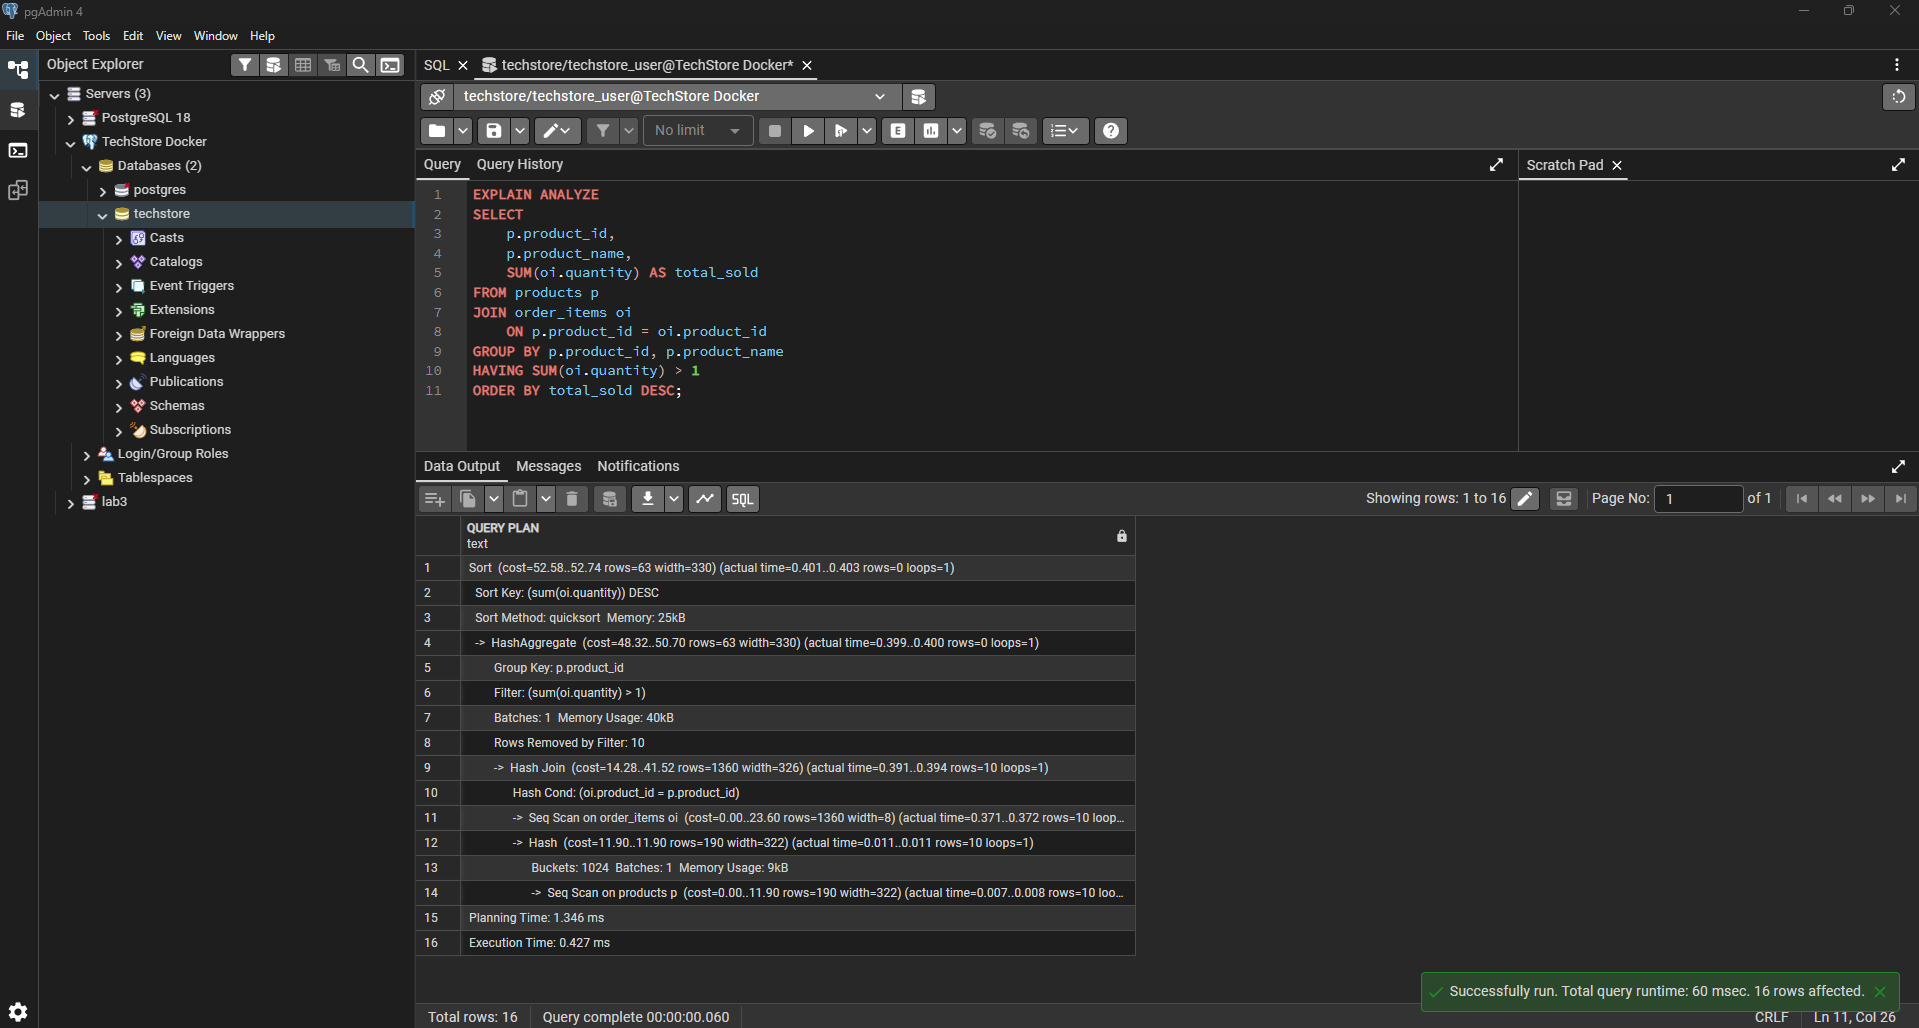 pgAdmin 4
File Object Tools Edit View Window Help
Object Explorer
SQL techstore/techstore_user@TechStore Docker*
Servers (3)
PostgreSQL 18
TechStore Docker
Databases (2)
postgres
techstore
Casts
Catalogs
Event Triggers
Extensions
Foreign Data Wrappers
Languages
Publications
Schemas
Subscriptions
Login/Group Roles
Tablespaces
lab3
techstore/techstore_user@TechStore Docker
No limit
E
Query Query History
Scratch Pad
1 EXPLAIN ANALYZE
2 SELECT
3 p.product_id,
4 p.product_name,
5 SUM(oi.quantity) AS total_sold
6 FROM products p
7 JOIN order_items oi
8 ON p.product_id = oi.product_id
9 GROUP BY p.product_id, p.product_name
10 HAVING SUM(oi.quantity) > 1
11 ORDER BY total_sold DESC;
Data Output Messages Notifications
SQL
Showing rows: 1 to 16 Page No: 1 of 1
QUERY PLAN
text
1 Sort (cost=52.58..52.74 rows=63 width=330) (actual time=0.401..0.403 rows=0 loops=1)
2 Sort Key: (sum(oi.quantity)) DESC
3 Sort Method: quicksort Memory: 25kB
4 -> HashAggregate (cost=48.32..50.70 rows=63 width=330) (actual time=0.399..0.400 rows=0 loops=1)
5 Group Key: p.product_id
6 Filter: (sum(oi.quantity) > 1)
7 Batches: 1 Memory Usage: 40kB
8 Rows Removed by Filter: 10
9 -> Hash Join (cost=14.28..41.52 rows=1360 width=326) (actual time=0.391..0.394 rows=10 loops=1)
10 Hash Cond: (oi.product_id = p.product_id)
11 -> Seq Scan on order_items oi (cost=0.00..23.60 rows=1360 width=8) (actual time=0.371..0.372 rows=10 loop...
12 -> Hash (cost=11.90..11.90 rows=190 width=322) (actual time=0.011..0.011 rows=10 loops=1)
13 Buckets: 1024 Batches: 1 Memory Usage: 9kB
14 -> Seq Scan on products p (cost=0.00..11.90 rows=190 width=322) (actual time=0.007..0.008 rows=10 loo...
15 Planning Time: 1.346 ms
16 Execution Time: 0.427 ms
Successfully run. Total query runtime: 60 msec. 16 rows affected.
Total rows: 16 Query complete 00:00:00.060 CRLF Ln 11, Col 26